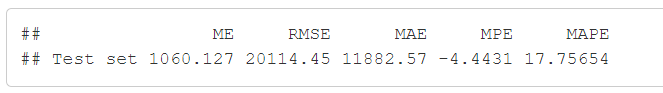 ## ME RMSE MAE MPE MAPE
## Test set 1060.127 20114.45 11882.57 -4.4431 17.75654